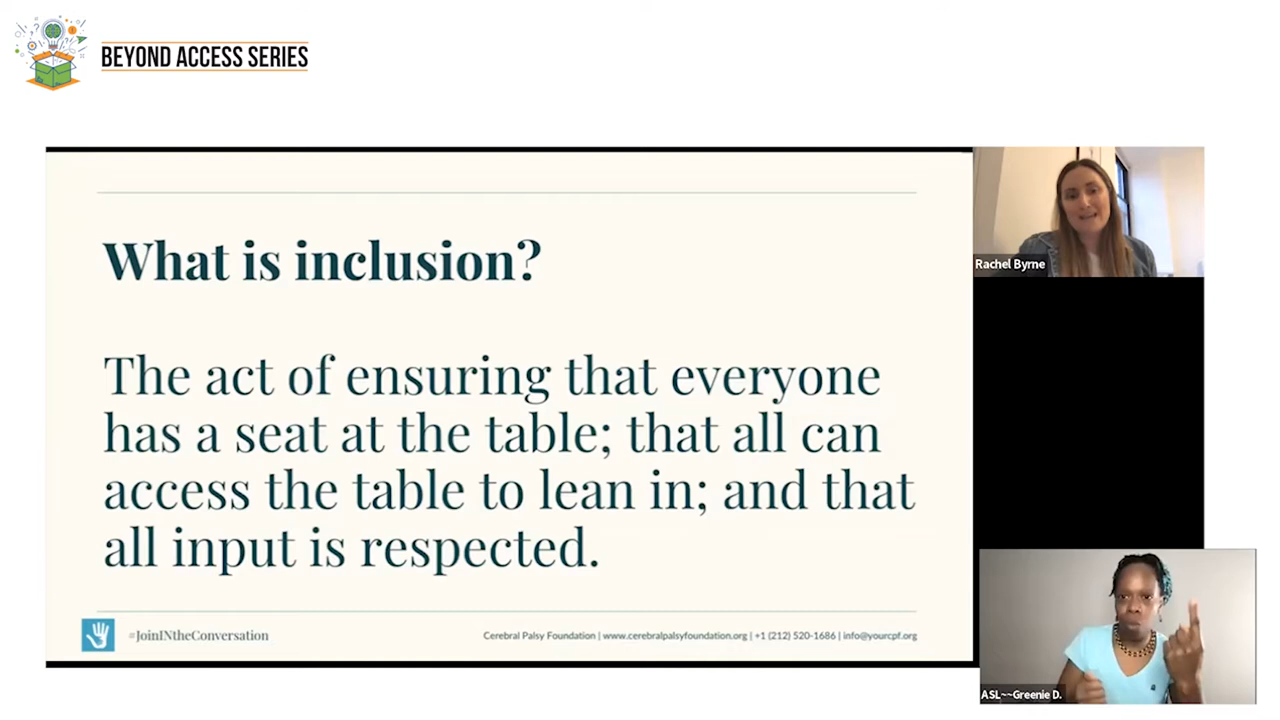 BEYOND ACCESS SERIES
What is inclusion?
The act of ensuring that everyone
has a seat at the table; that all can
access the table to lean in; and that
all input is respected.
#JoinINtheConversation
Cerebral Palsy Foundation | www.cerebralpalsyfoundation.org | +1 (212) 520-1686 | info@yourcpf.org
Rachel Byrne
ASL~~Greenie D.